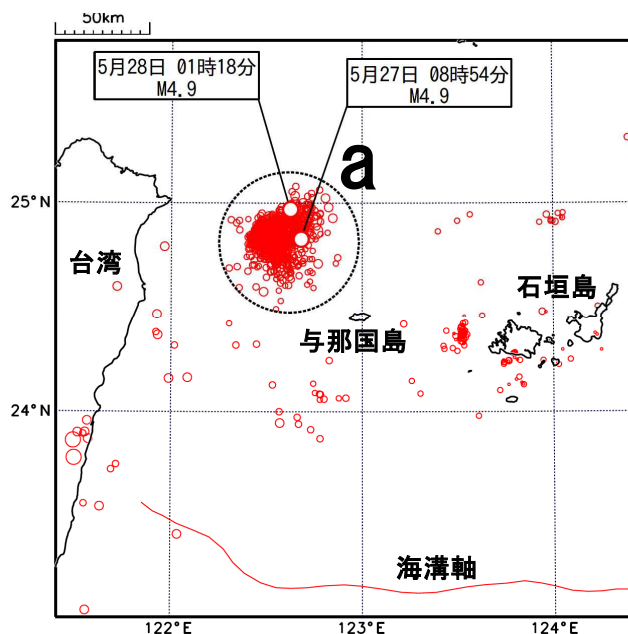 50km
5月28日 01時18分
M4.9
5月27日 08時54分
M4.9
a
25°N
台湾
石垣島
与那国島
24°N
海溝軸
122°E
123°E
124°E